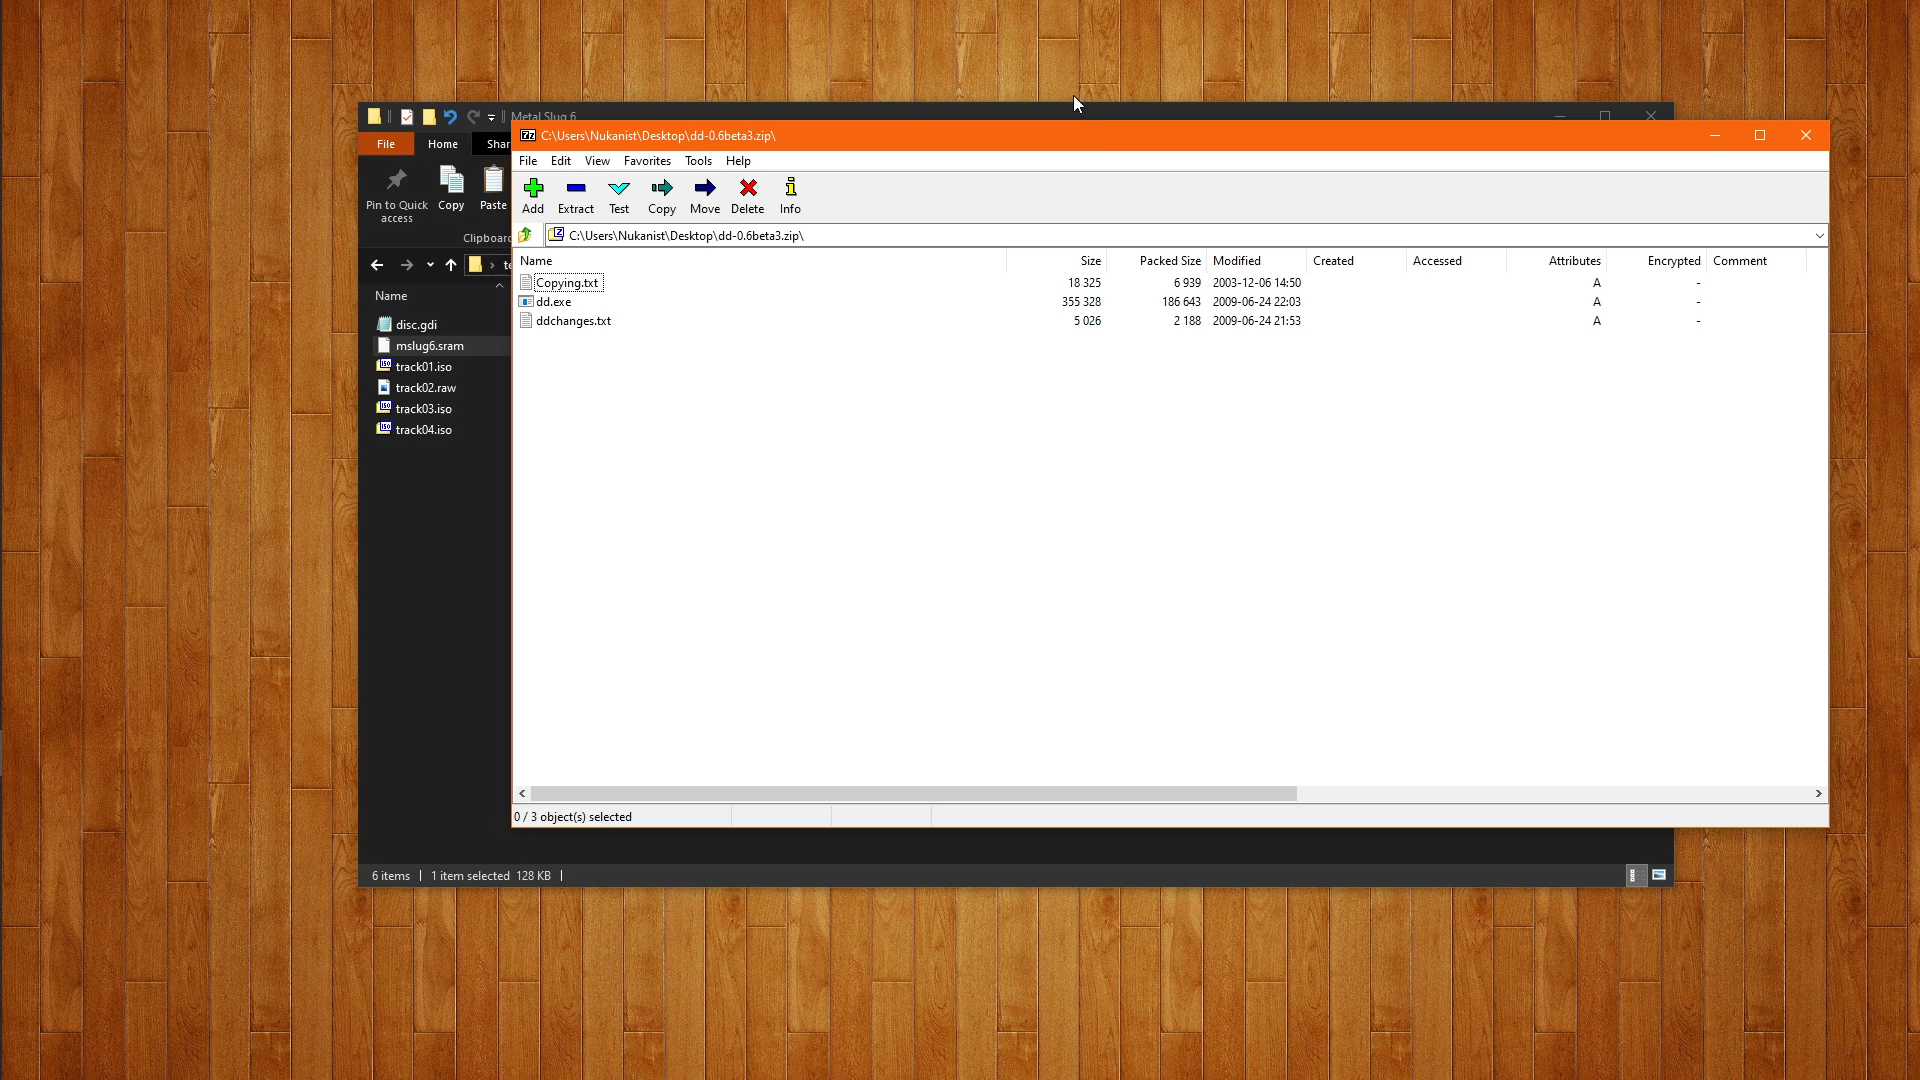 Metal Slug 6
File Home Shar
Pin to Quick access
Copy
Paste
Clipboard
Name
disc.gdi
mslug6.sram
track01.iso
track02.raw
track03.iso
track04.iso
6 items 1 item selected 128 KB
C:\Users\Nukanist\Desktop\dd-0.6beta3.zip\
File Edit View Favorites Tools Help
Add Extract Test Copy Move Delete Info
C:\Users\Nukanist\Desktop\dd-0.6beta3.zip\
Name Size Packed Size Modified Created Accessed Attributes Encrypted Comment
Copying.txt 18 325 6 939 2003-12-06 14:50 A -
dd.exe 355 328 186 643 2009-06-24 22:03 A -
ddchanges.txt 5 026 2 188 2009-06-24 21:53 A -
0 / 3 object(s) selected